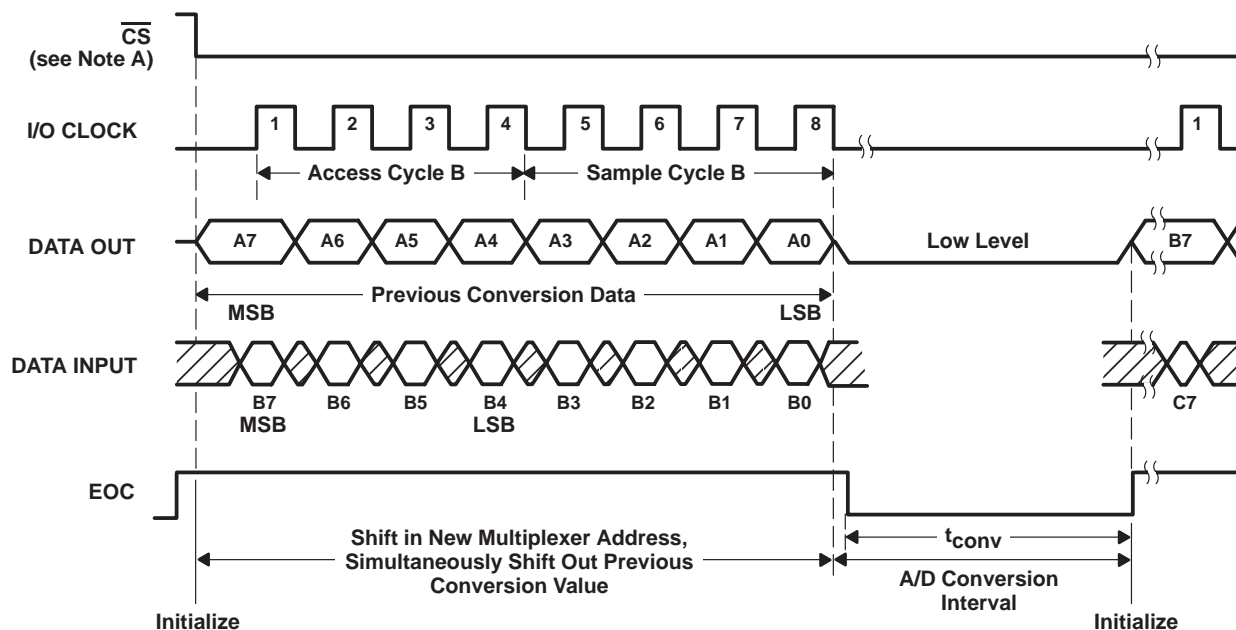 CS
(see Note A)
I/O CLOCK
1 2 3 4 5 6 7 8 1
Access Cycle B Sample Cycle B
DATA OUT
A7 A6 A5 A4 A3 A2 A1 A0 Low Level B7
Previous Conversion Data
MSB LSB
DATA INPUT
B7 B6 B5 B4 B3 B2 B1 B0 C7
MSB LSB
EOC
Shift in New Multiplexer Address,
Simultaneously Shift Out Previous
Conversion Value
tconv
A/D Conversion
Interval
Initialize Initialize